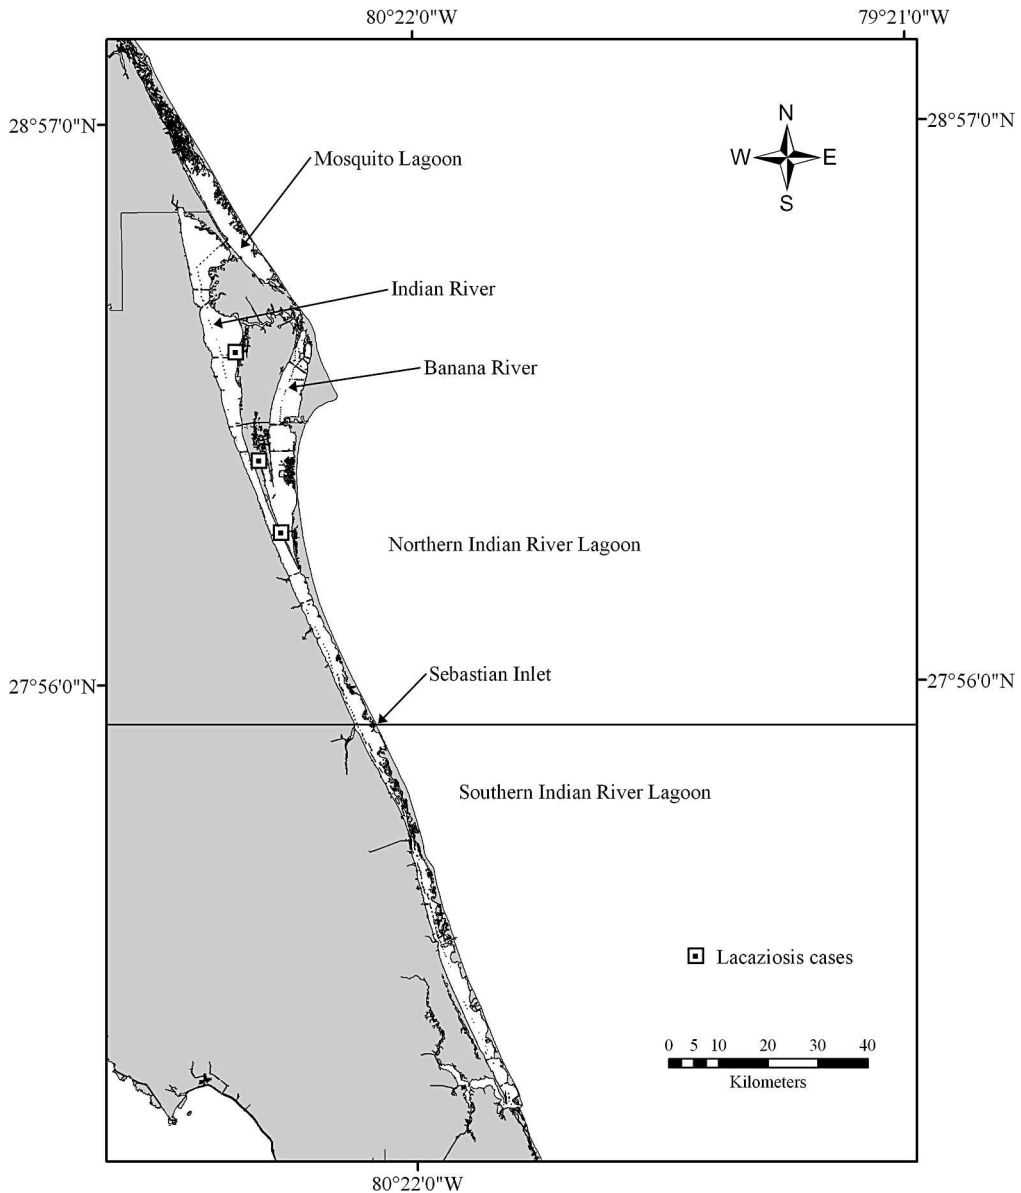 80°22'0"W
79°21'0"W
28°57'0"N
28°57'0"N
N
W
E
S
Mosquito Lagoon
Indian River
Banana River
Northern Indian River Lagoon
Sebastian Inlet
27°56'0"N
27°56'0"N
Southern Indian River Lagoon
Lacaziosis cases
0 5 10 20 30 40
Kilometers
80°22'0"W